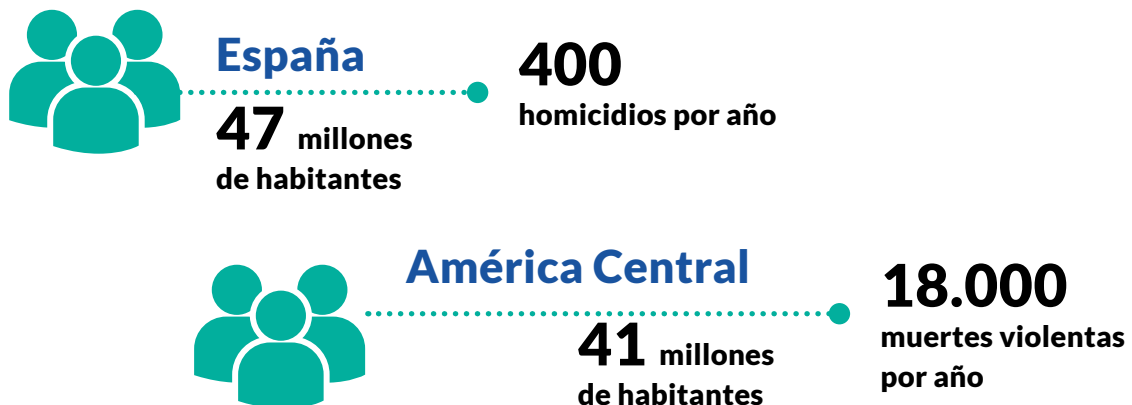 España
47 millones
de habitantes
400
homicidios por año
América Central
41 millones
de habitantes
18.000
muertes violentas
por año